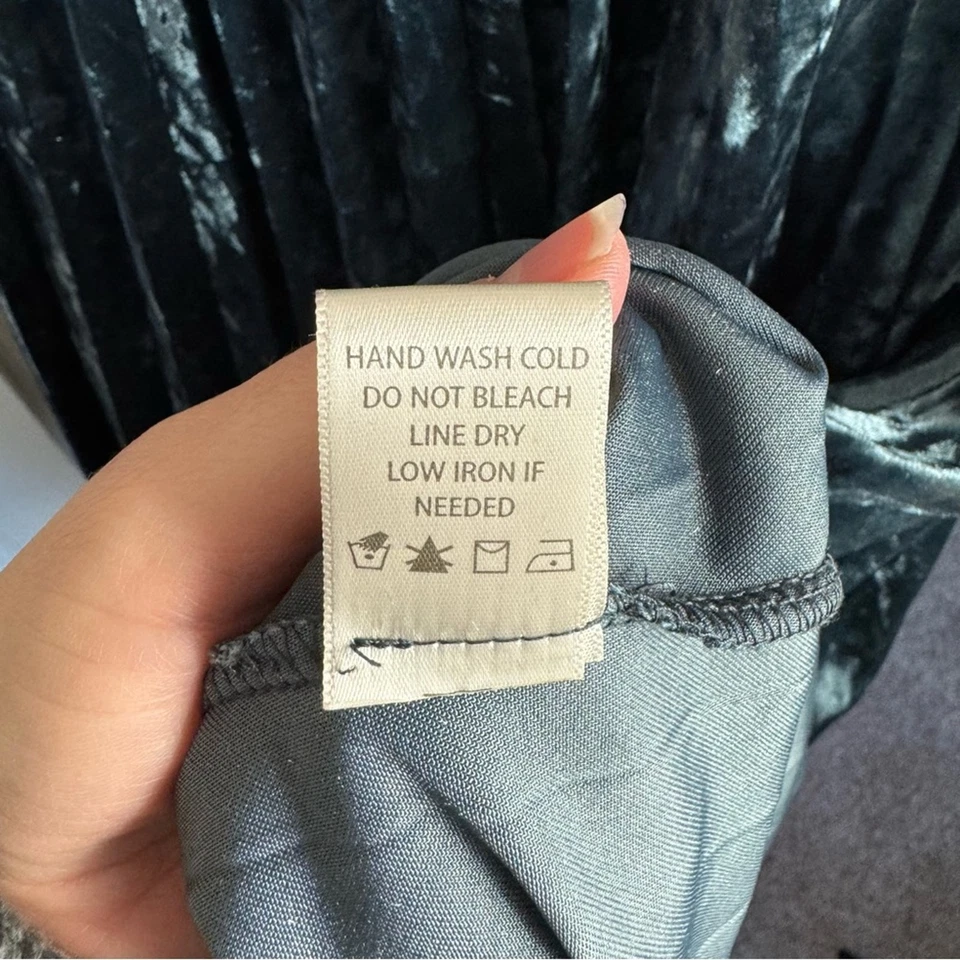 HAND WASH COLD
DO NOT BLEACH
LINE DRY
LOW IRON IF
NEEDED